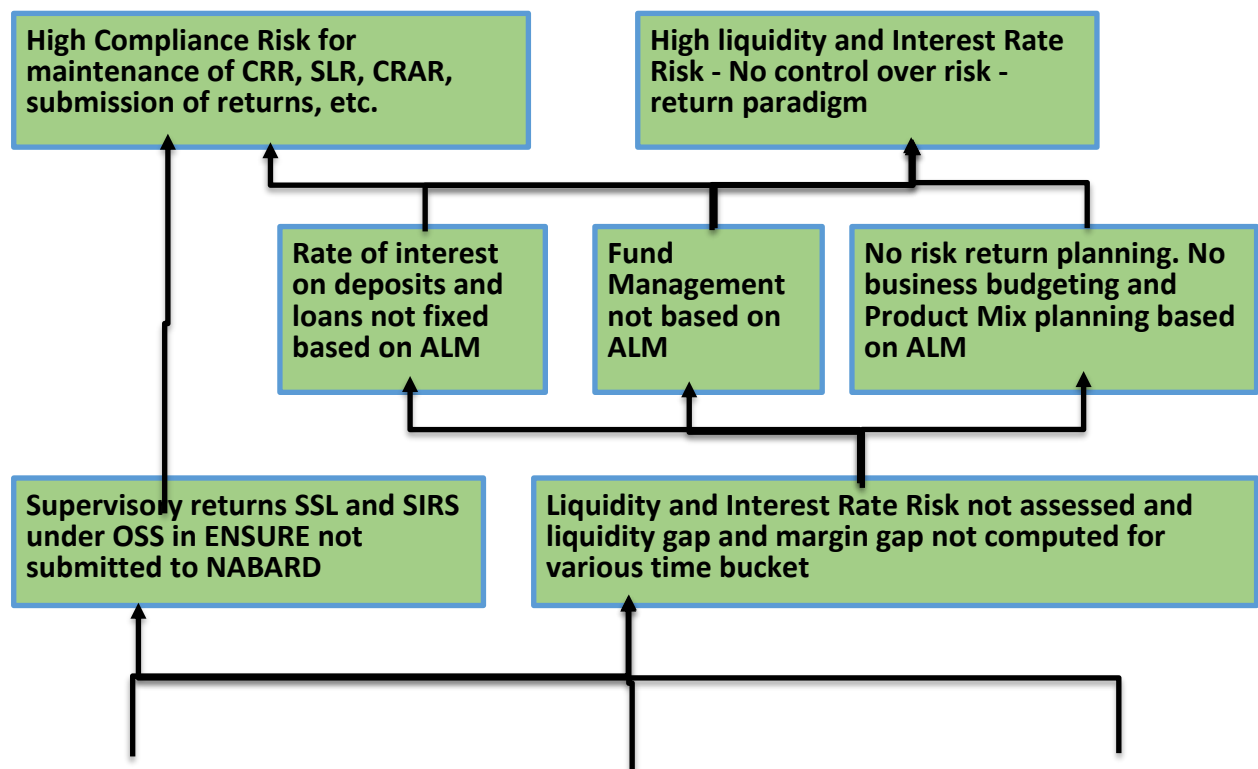 High Compliance Risk for
maintenance of CRR, SLR, CRAR,
submission of returns, etc.
High liquidity and Interest Rate
Risk - No control over risk -
return paradigm
Rate of interest
on deposits and
loans not fixed
based on ALM
Fund
Management
not based on
ALM
No risk return planning. No
business budgeting and
Product Mix planning based
on ALM
Supervisory returns SSL and SIRS
under OSS in ENSURE not
submitted to NABARD
Liquidity and Interest Rate Risk not assessed and
liquidity gap and margin gap not computed for
various time bucket